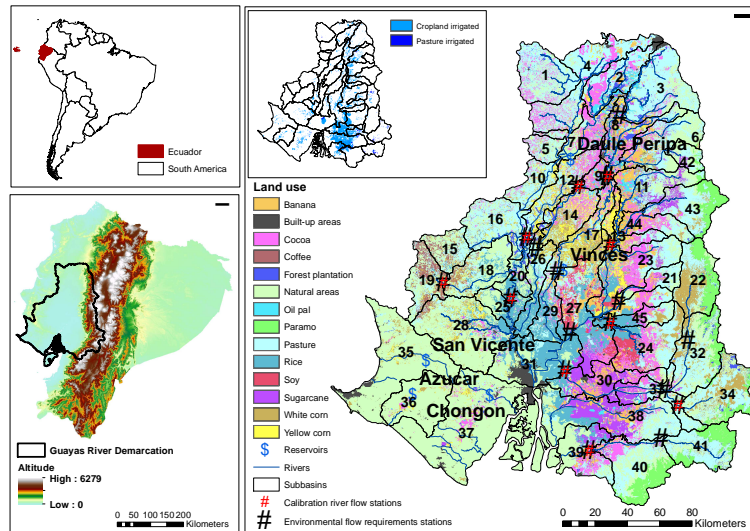 Ecuador
South America
Cropland irrigated
Pasture irrigated
Guayas River Demarcation
Altitude
High : 6279
Low : 0
0 50 100 150 200
Kilometers
Land use
Banana
Built-up areas
Cocoa
Coffee
Forest plantation
Natural areas
Oil pal
Paramo
Pasture
Rice
Soy
Sugarcane
White corn
Yellow corn
$ Reservoirs
Rivers
Subbasins
# Calibration river flow stations
# Environmental flow requirements stations
1
4
2
3
8
7
5
Daule Peripa
6
42
10
12
9
11
43
14
16
44
17
13
15
26
Vinces
23
18
20
21
22
19
25
29
27
45
28
San Vicente
24
32
35
31
Azucar
30
34
36
Chongon
38
37
39
41
40
0 10 20 40 60 80
Kilometers